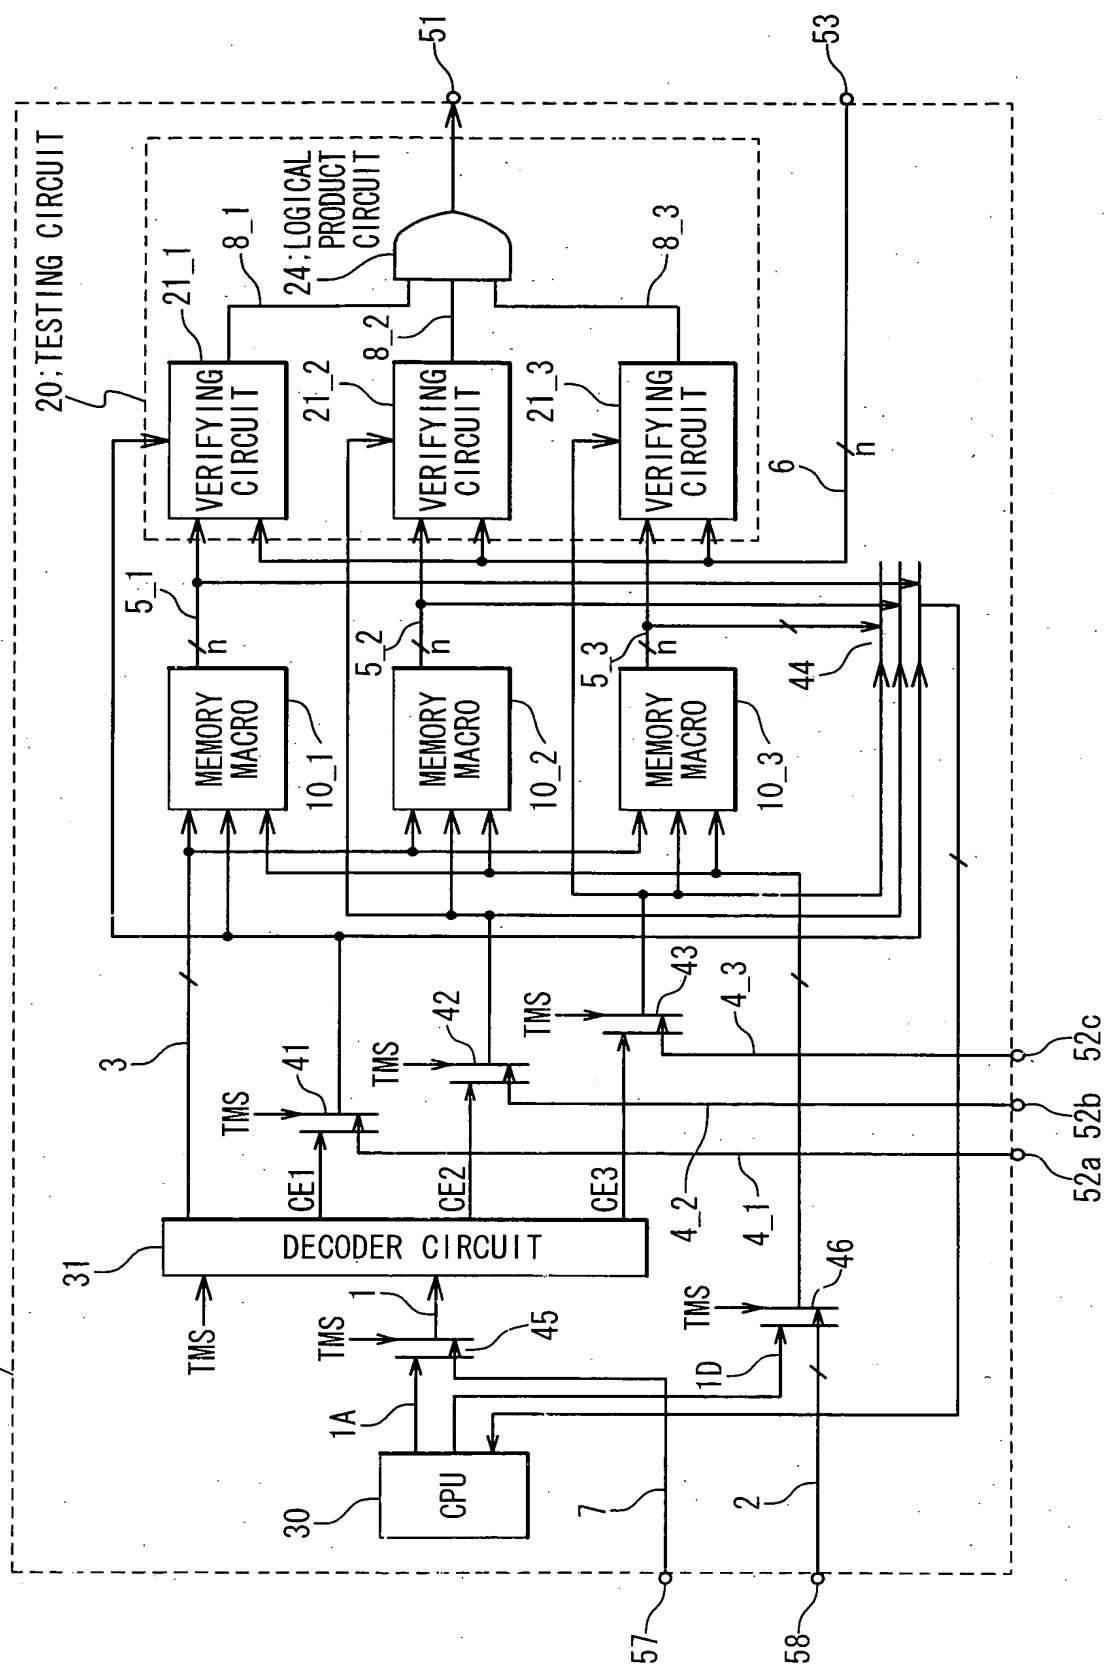 20;TESTING CIRCUIT
51
53
24;LOGICAL
PRODUCT
CIRCUIT
8_1
8_2
8_3
21_1
21_2
21_3
VERIFYING
CIRCUIT
VERIFYING
CIRCUIT
VERIFYING
CIRCUIT
6
n
5_1
n
5_2
n
5_3
n
44
MEMORY
MACRO
10_1
MEMORY
MACRO
10_2
MEMORY
MACRO
10_3
3
TMS
41
TMS
42
TMS
43
4_3
CE1
CE2
CE3
4_2
4_1
52a
52b
52c
31
DECODER CIRCUIT
TMS
1
TMS
45
TMS
46
1A
1D
30
CPU
7
2
57
58